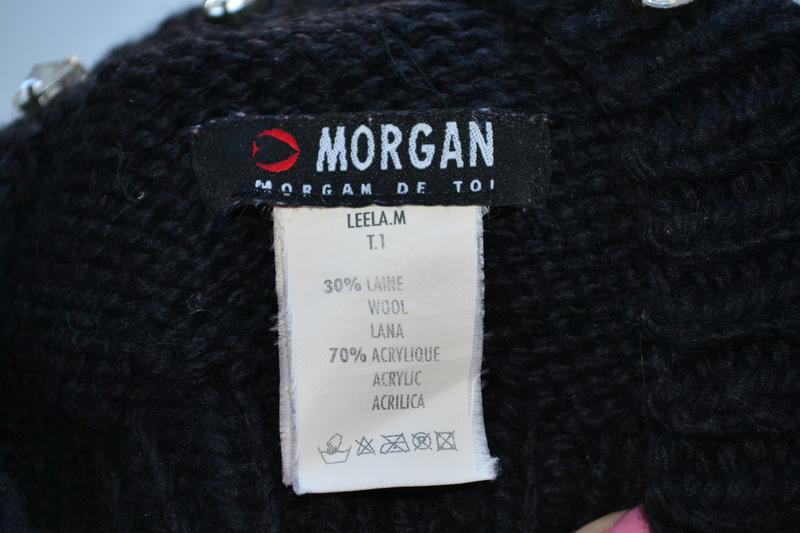 MORGAN
MORGAN DE TOI
LEELA.M
T.1
30% LAINE
WOOL
LANA
70% ACRYLIQUE
ACRYLIC
ACRILICA